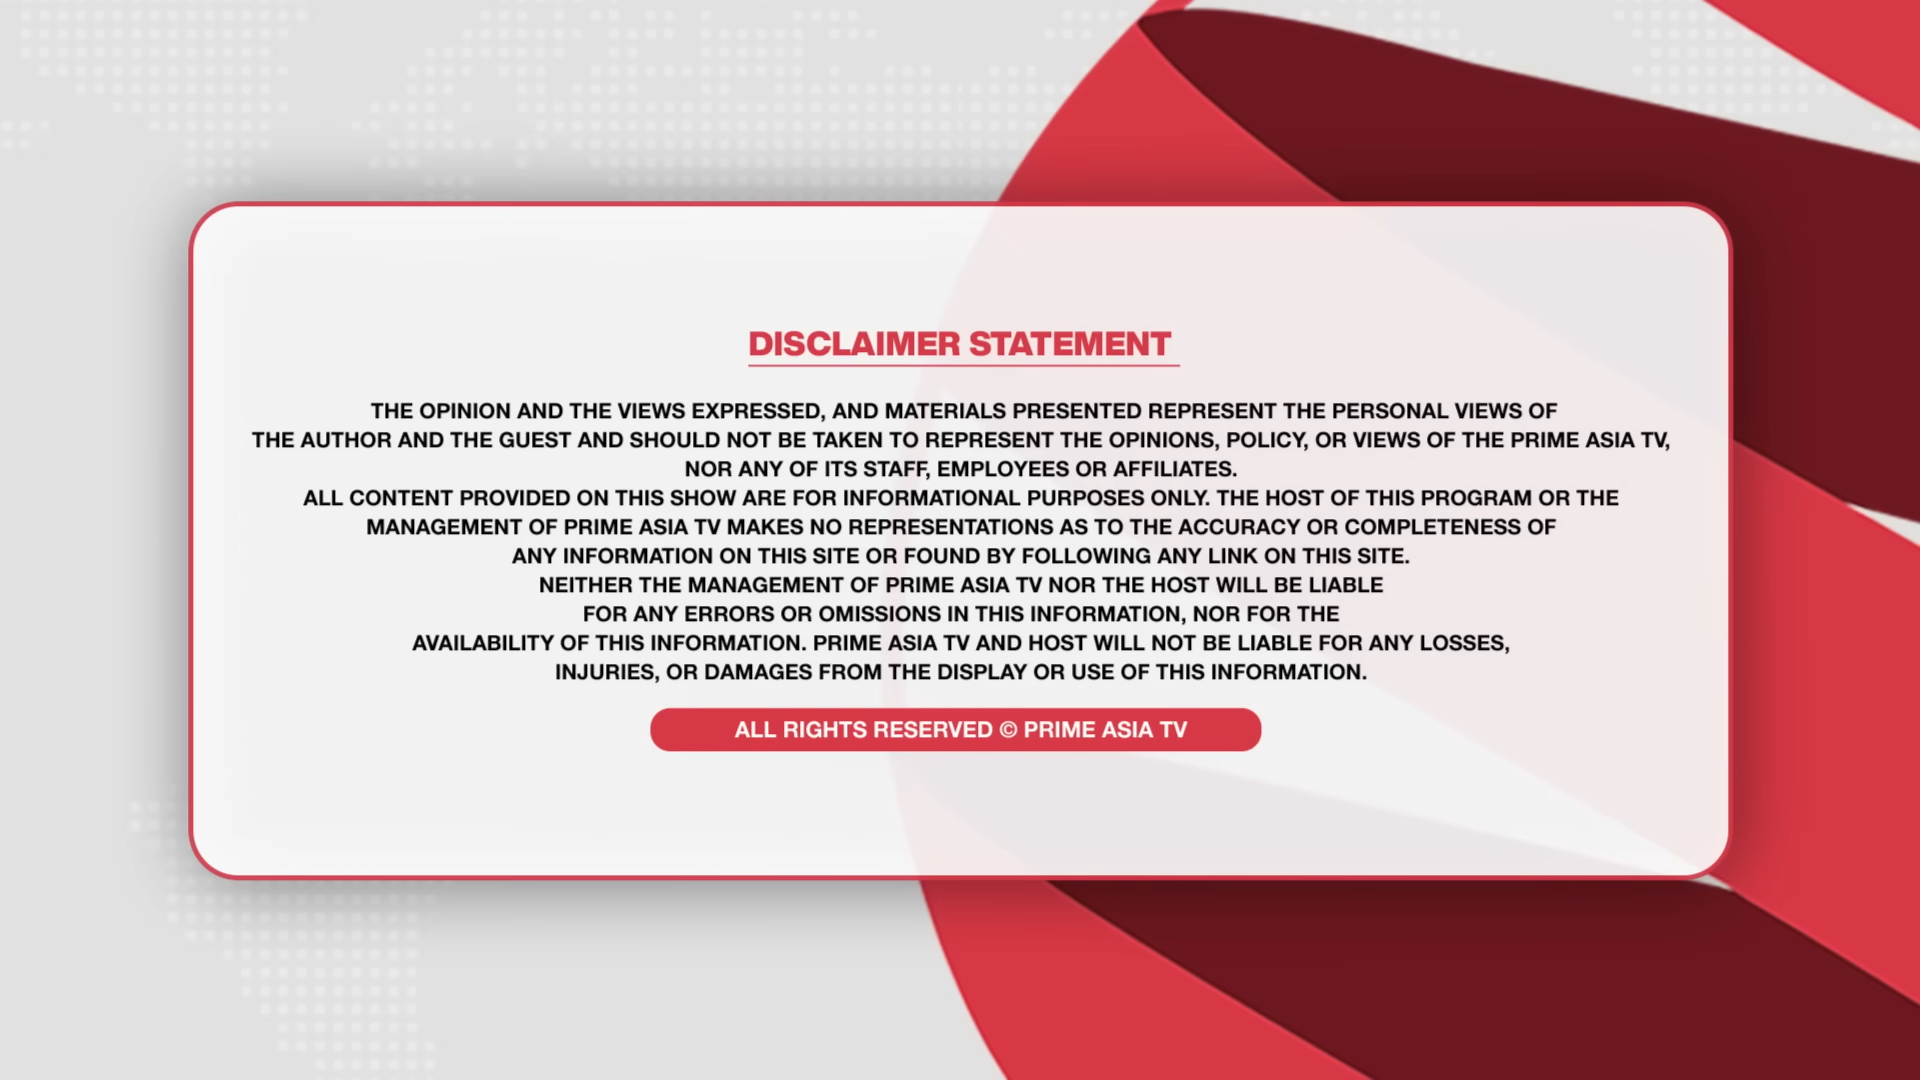 DISCLAIMER STATEMENT
THE OPINION AND THE VIEWS EXPRESSED, AND MATERIALS PRESENTED REPRESENT THE PERSONAL VIEWS OF
THE AUTHOR AND THE GUEST AND SHOULD NOT BE TAKEN TO REPRESENT THE OPINIONS, POLICY, OR VIEWS OF THE PRIME ASIA TV,
NOR ANY OF ITS STAFF, EMPLOYEES OR AFFILIATES.
ALL CONTENT PROVIDED ON THIS SHOW ARE FOR INFORMATIONAL PURPOSES ONLY. THE HOST OF THIS PROGRAM OR THE
MANAGEMENT OF PRIME ASIA TV MAKES NO REPRESENTATIONS AS TO THE ACCURACY OR COMPLETENESS OF
ANY INFORMATION ON THIS SITE OR FOUND BY FOLLOWING ANY LINK ON THIS SITE.
NEITHER THE MANAGEMENT OF PRIME ASIA TV NOR THE HOST WILL BE LIABLE
FOR ANY ERRORS OR OMISSIONS IN THIS INFORMATION, NOR FOR THE
AVAILABILITY OF THIS INFORMATION. PRIME ASIA TV AND HOST WILL NOT BE LIABLE FOR ANY LOSSES,
INJURIES, OR DAMAGES FROM THE DISPLAY OR USE OF THIS INFORMATION.
ALL RIGHTS RESERVED © PRIME ASIA TV